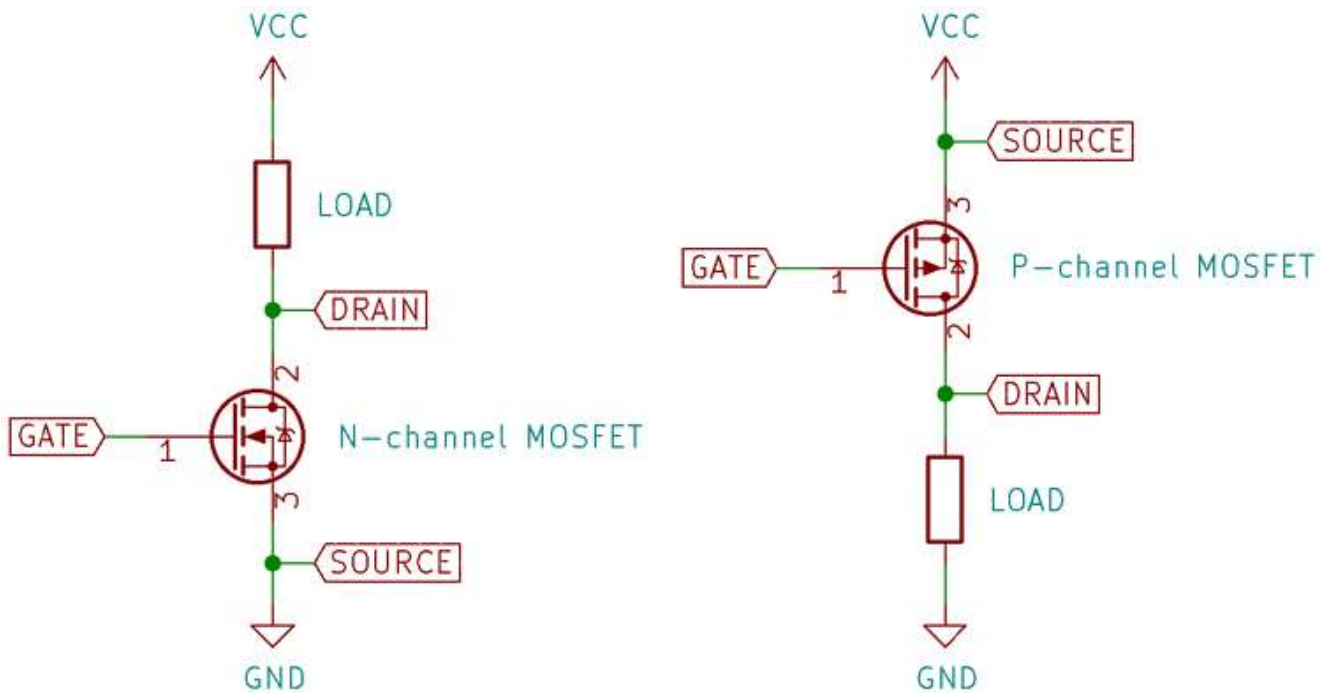 VCC
LOAD
DRAIN
2
GATE
1
N-channel MOSFET
3
SOURCE
GND
VCC
SOURCE
3
GATE
1
P-channel MOSFET
2
DRAIN
LOAD
GND